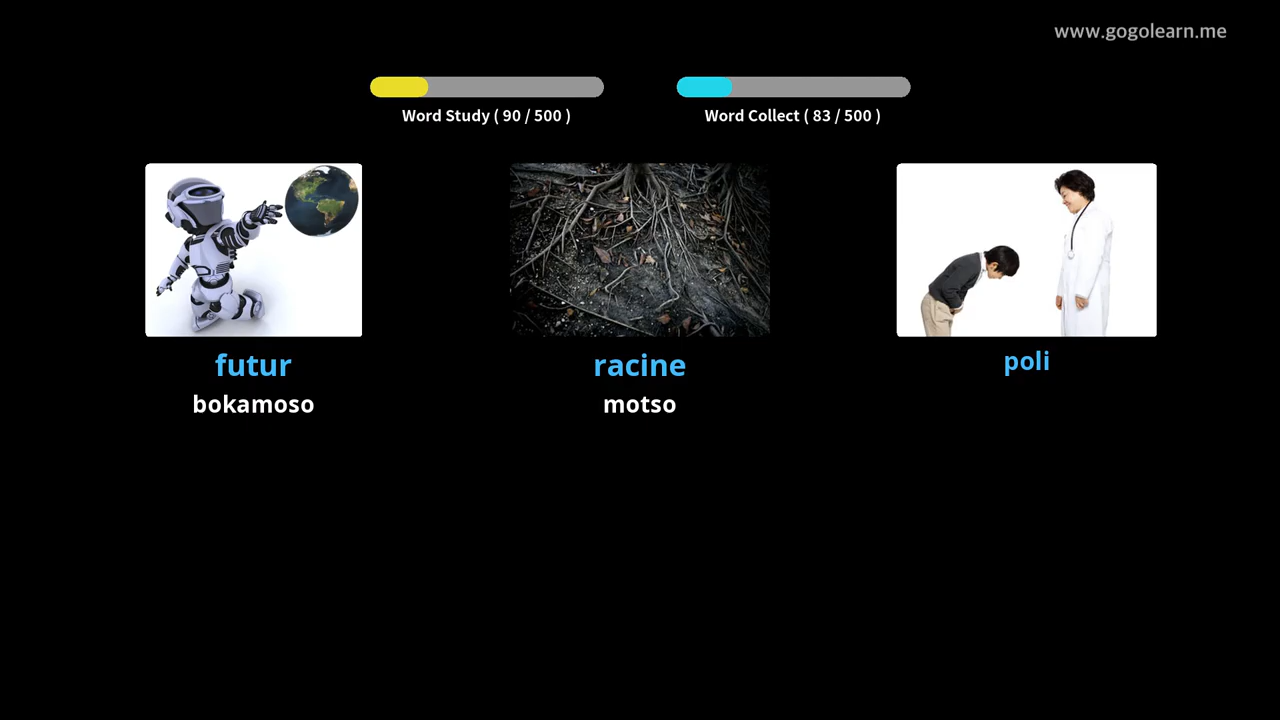 www.gogolearn.me
Word Study ( 90 / 500 )
Word Collect ( 83 / 500 )
futur
racine
poli
bokamoso
motso